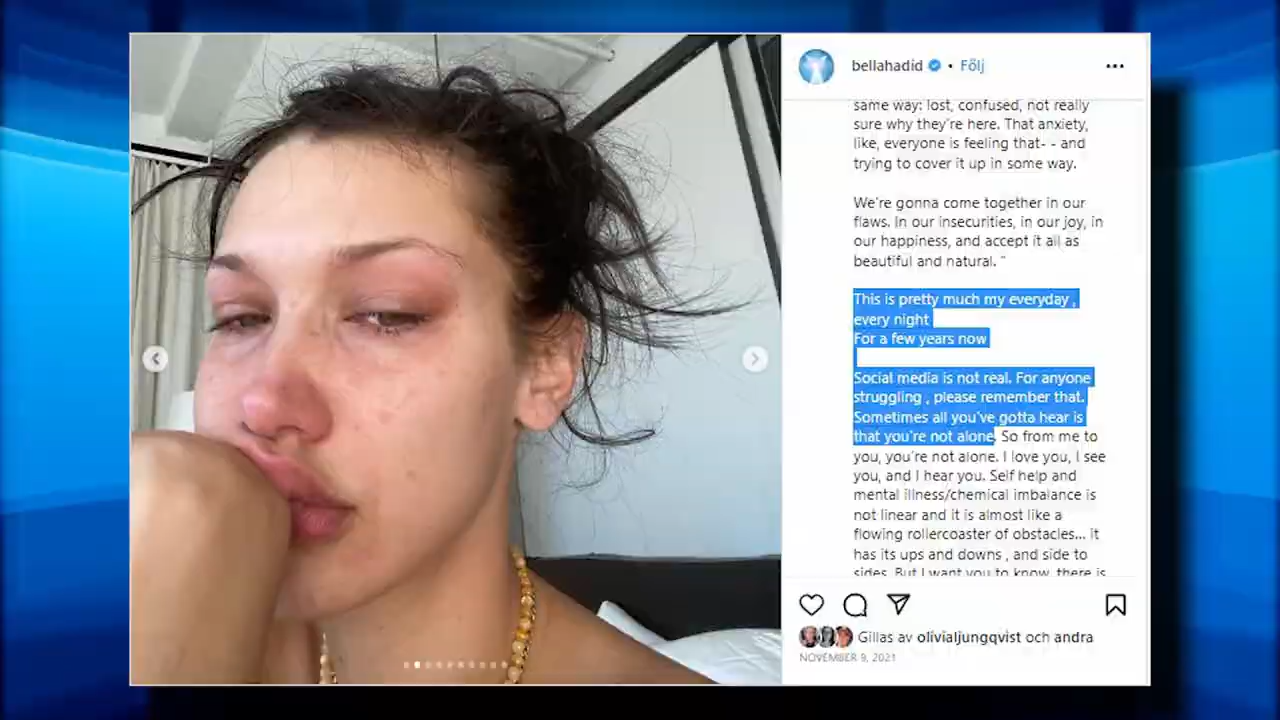 bellahadid • Följ
same way: lost, confused, not really
sure why they're here. That anxiety,
like, everyone is feeling that- - and
trying to cover it up in some way.
We're gonna come together in our
flaws. In our insecurities, in our joy, in
our happiness, and accept it all as
beautiful and natural. "
This is pretty much my everyday ,
every night
For a few years now
Social media is not real. For anyone
struggling , please remember that.
Sometimes all you've gotta hear is
that you're not alone. So from me to
you, you're not alone. I love you, I see
you, and I hear you. Self help and
mental illness/chemical imbalance is
not linear and it is almost like a
flowing rollercoaster of obstacles... it
has its ups and downs , and side to
sides. But I want you to know, there is
Gillas av olivialjungqvist och andra
NOVEMBER 9, 2021